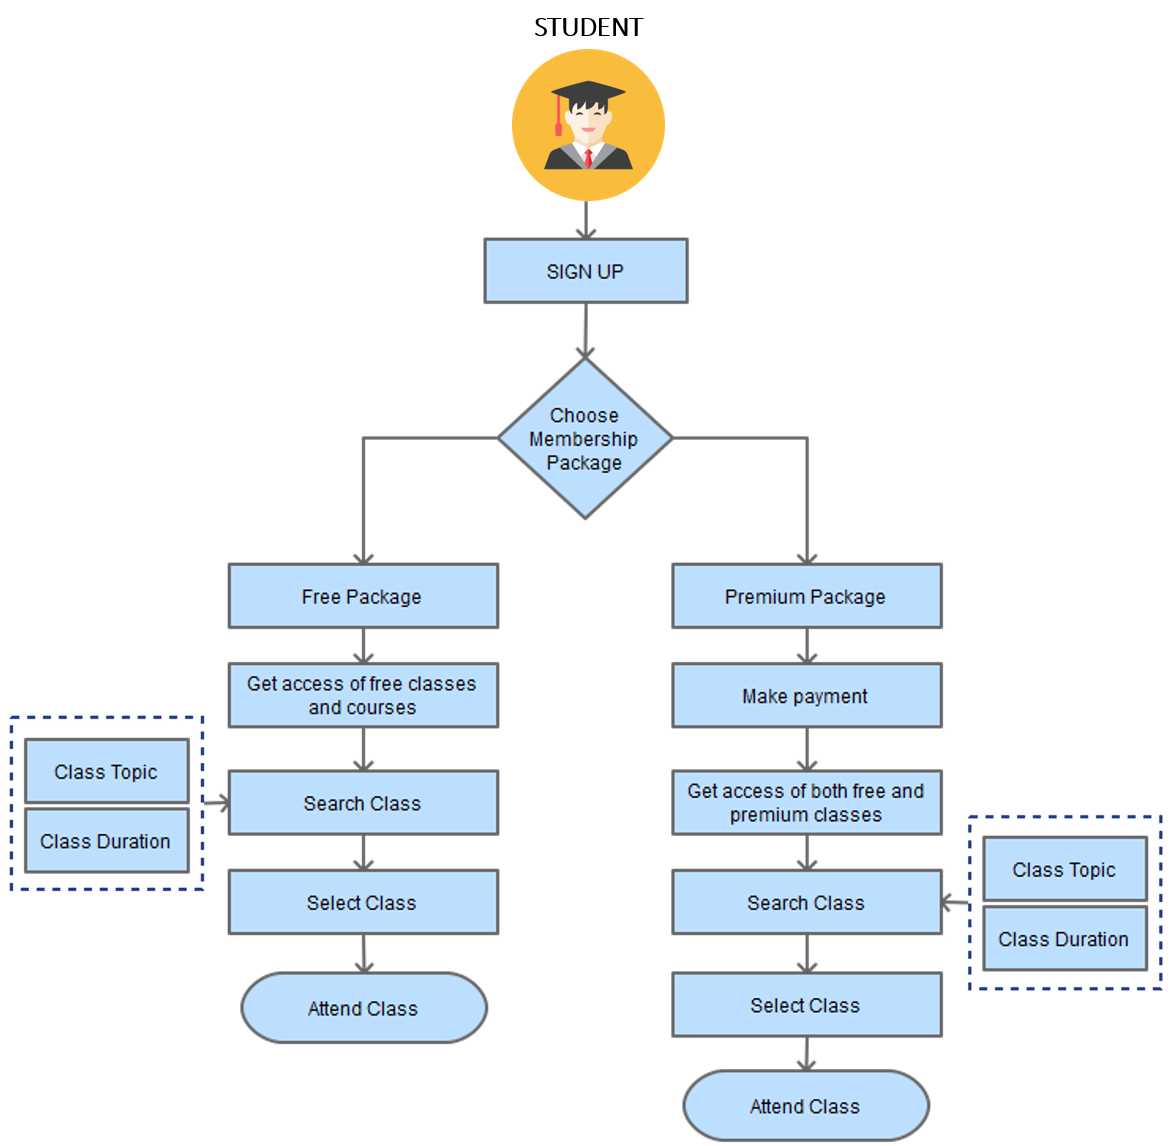 STUDENT
SIGN UP
Choose
Membership
Package
Free Package
Get access of free classes
and courses
Class Topic
Class Duration
Search Class
Select Class
Attend Class
Premium Package
Make payment
Get access of both free and
premium classes
Search Class
Class Topic
Class Duration
Select Class
Attend Class